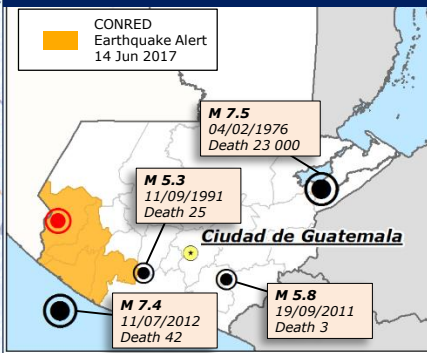 CONRED
Earthquake Alert
14 Jun 2017
M 7.5
04/02/1976
Death 23 000
M 5.3
11/09/1991
Death 25
Ciudad de Guatemala
M 7.4
11/07/2012
Death 42
M 5.8
19/09/2011
Death 3